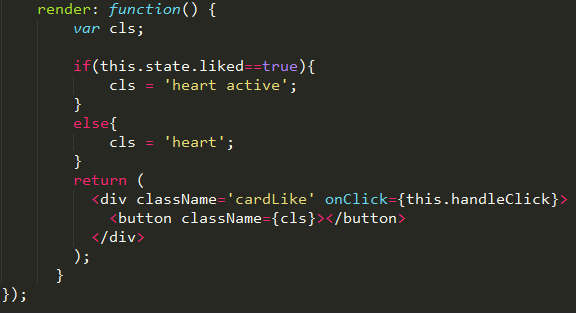 render: function() {
var cls;
if(this.state.liked==true){
cls = 'heart active';
}
else{
cls = 'heart';
}
return (
<div className='cardLike' onClick={this.handleClick}>
<button className={cls}></button>
</div>
);
}
});